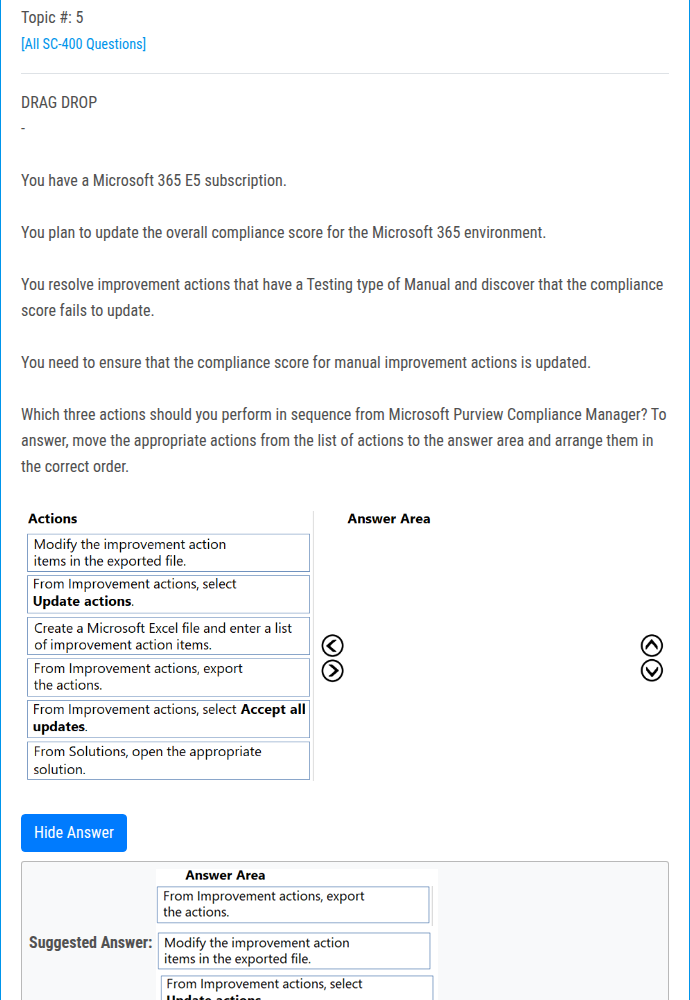 Topic #: 5
[All SC-400 Questions]
DRAG DROP
-
You have a Microsoft 365 E5 subscription.
You plan to update the overall compliance score for the Microsoft 365 environment.
You resolve improvement actions that have a Testing type of Manual and discover that the compliance
score fails to update.
You need to ensure that the compliance score for manual improvement actions is updated.
Which three actions should you perform in sequence from Microsoft Purview Compliance Manager? To
answer, move the appropriate actions from the list of actions to the answer area and arrange them in
the correct order.
Actions
Modify the improvement action
items in the exported file.
From Improvement actions, select
Update actions.
Create a Microsoft Excel file and enter a list
of improvement action items.
From Improvement actions, export
the actions.
From Improvement actions, select Accept all
updates.
From Solutions, open the appropriate
solution.
Answer Area
Hide Answer
Suggested Answer:
Answer Area
From Improvement actions, export
the actions.
Modify the improvement action
items in the exported file.
From Improvement actions, select
Update actions